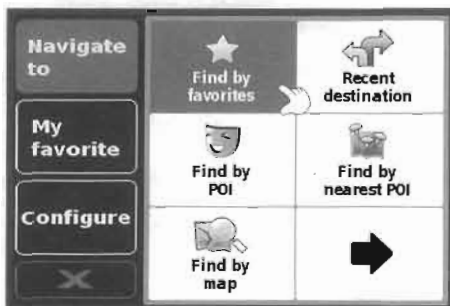 Navigate
to
My
favorite
Configure
Find by
favorites
Recent
destination
Find by
POI
Find by
nearest POI
Find by
map